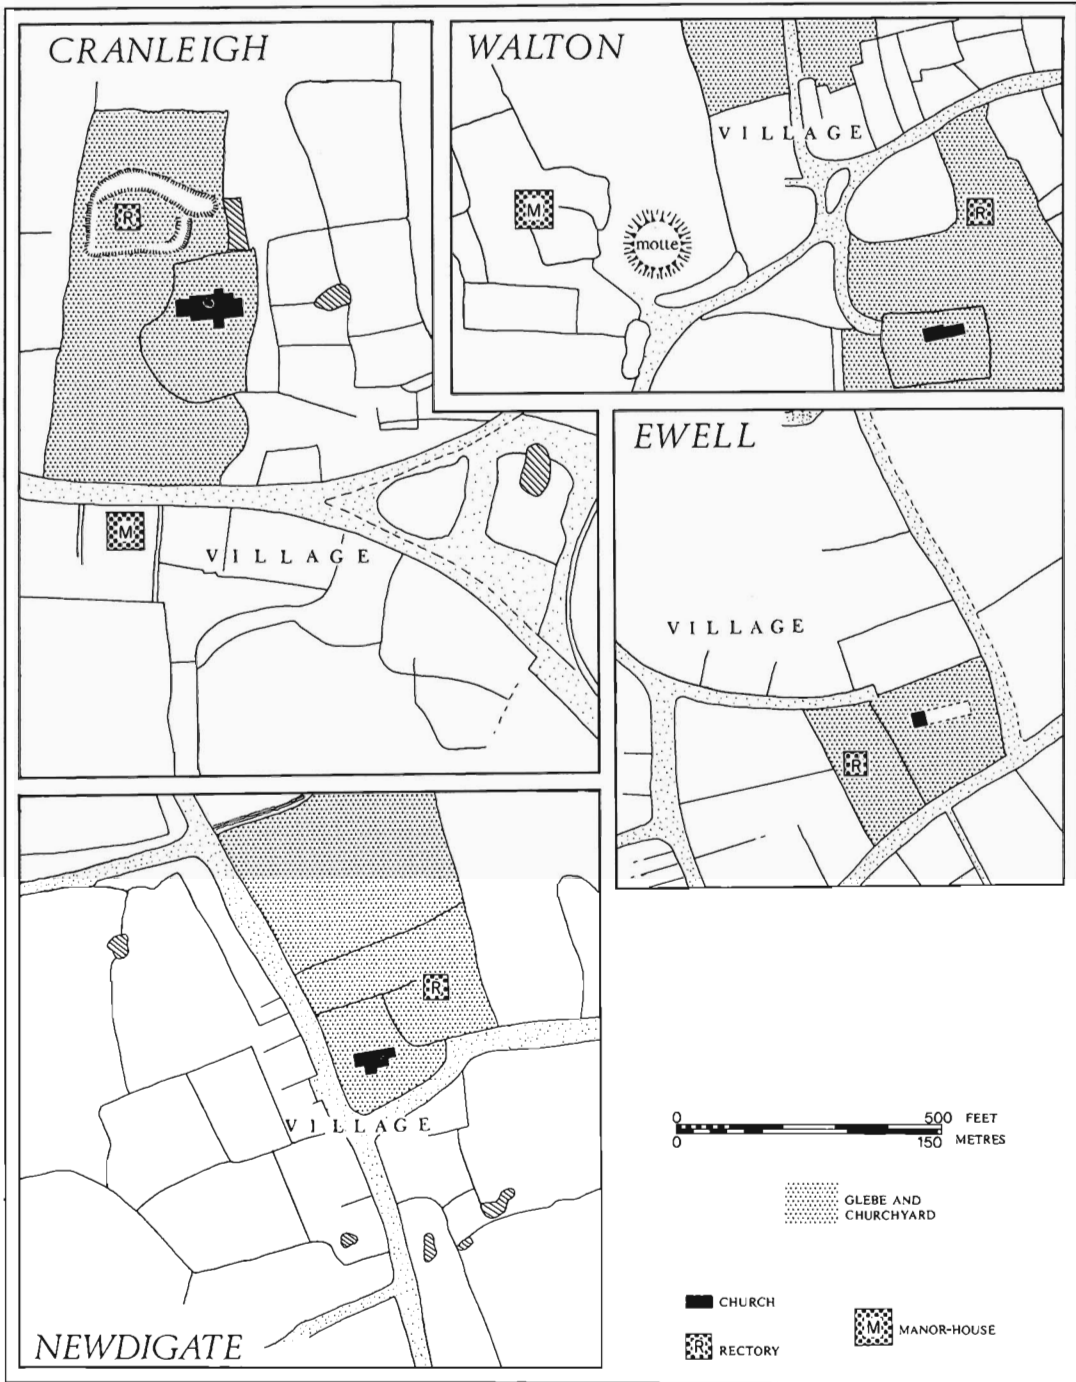 CRANLEIGH
R
C
M
VILLAGE
WALTON
VILLAGE
M
motte
R
EWELL
VILLAGE
R
NEWDIGATE
R
VILLAGE
0 500 FEET
0 150 METRES
GLEBE AND
CHURCHYARD
CHURCH
R RECTORY
M MANOR-HOUSE